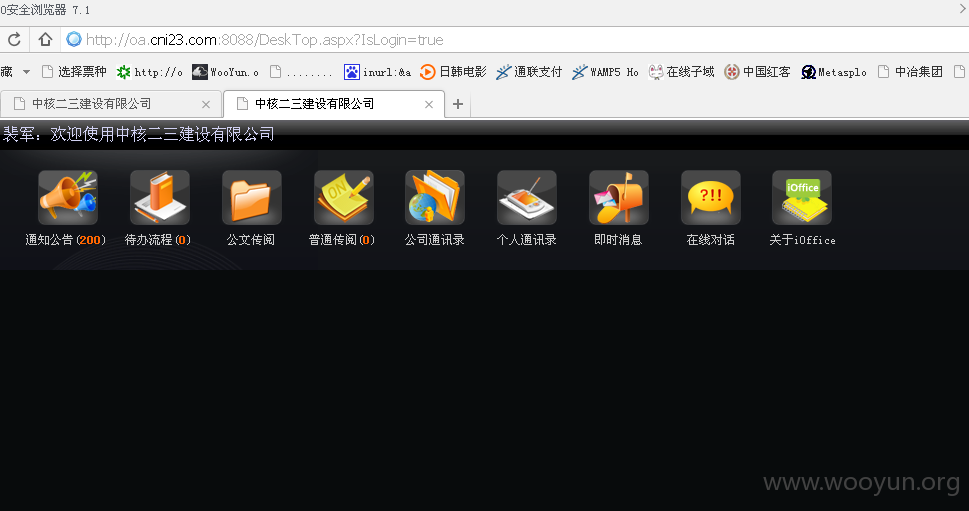 0安全浏览器 7.1
http://oa.cni23.com:8088/DeskTop.aspx?IsLogin=true
藏 选择票种 http://o WooYun.o ........ inurl:&a 日韩电影 通联支付 WAMP5 Ho 在线子域 中国红客 Metasplo 中冶集团
中核二三建设有限公司 中核二三建设有限公司
裴军：欢迎使用中核二三建设有限公司
ON ?!! iOffice
通知公告(200) 待办流程(0) 公文传阅 普通传阅(0) 公司通讯录 个人通讯录 即时消息 在线对话 关于iOffice
www.wooyun.org